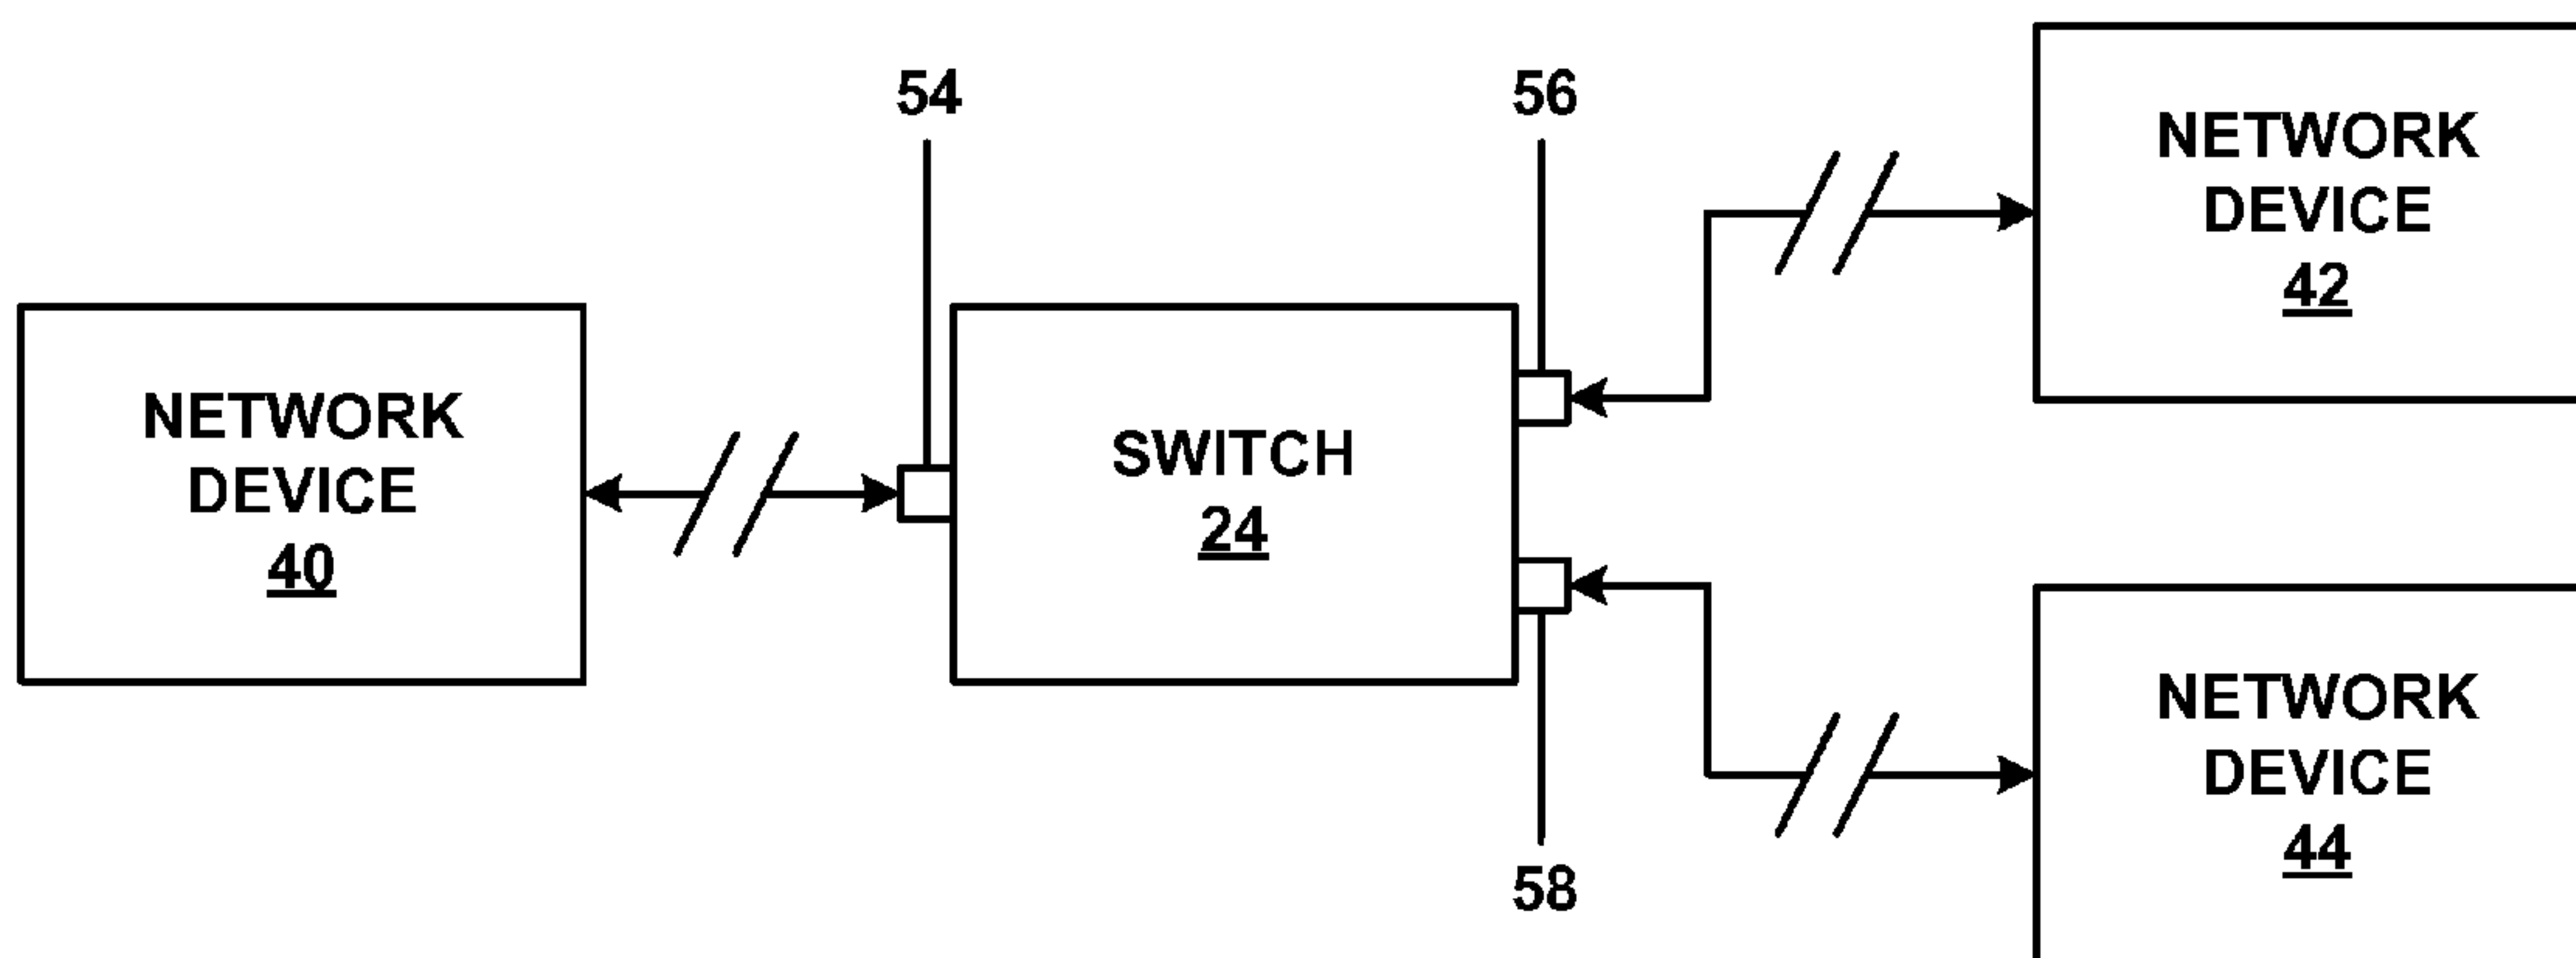 54
56
NETWORK
DEVICE
42
NETWORK
DEVICE
40
SWITCH
24
NETWORK
DEVICE
44
58